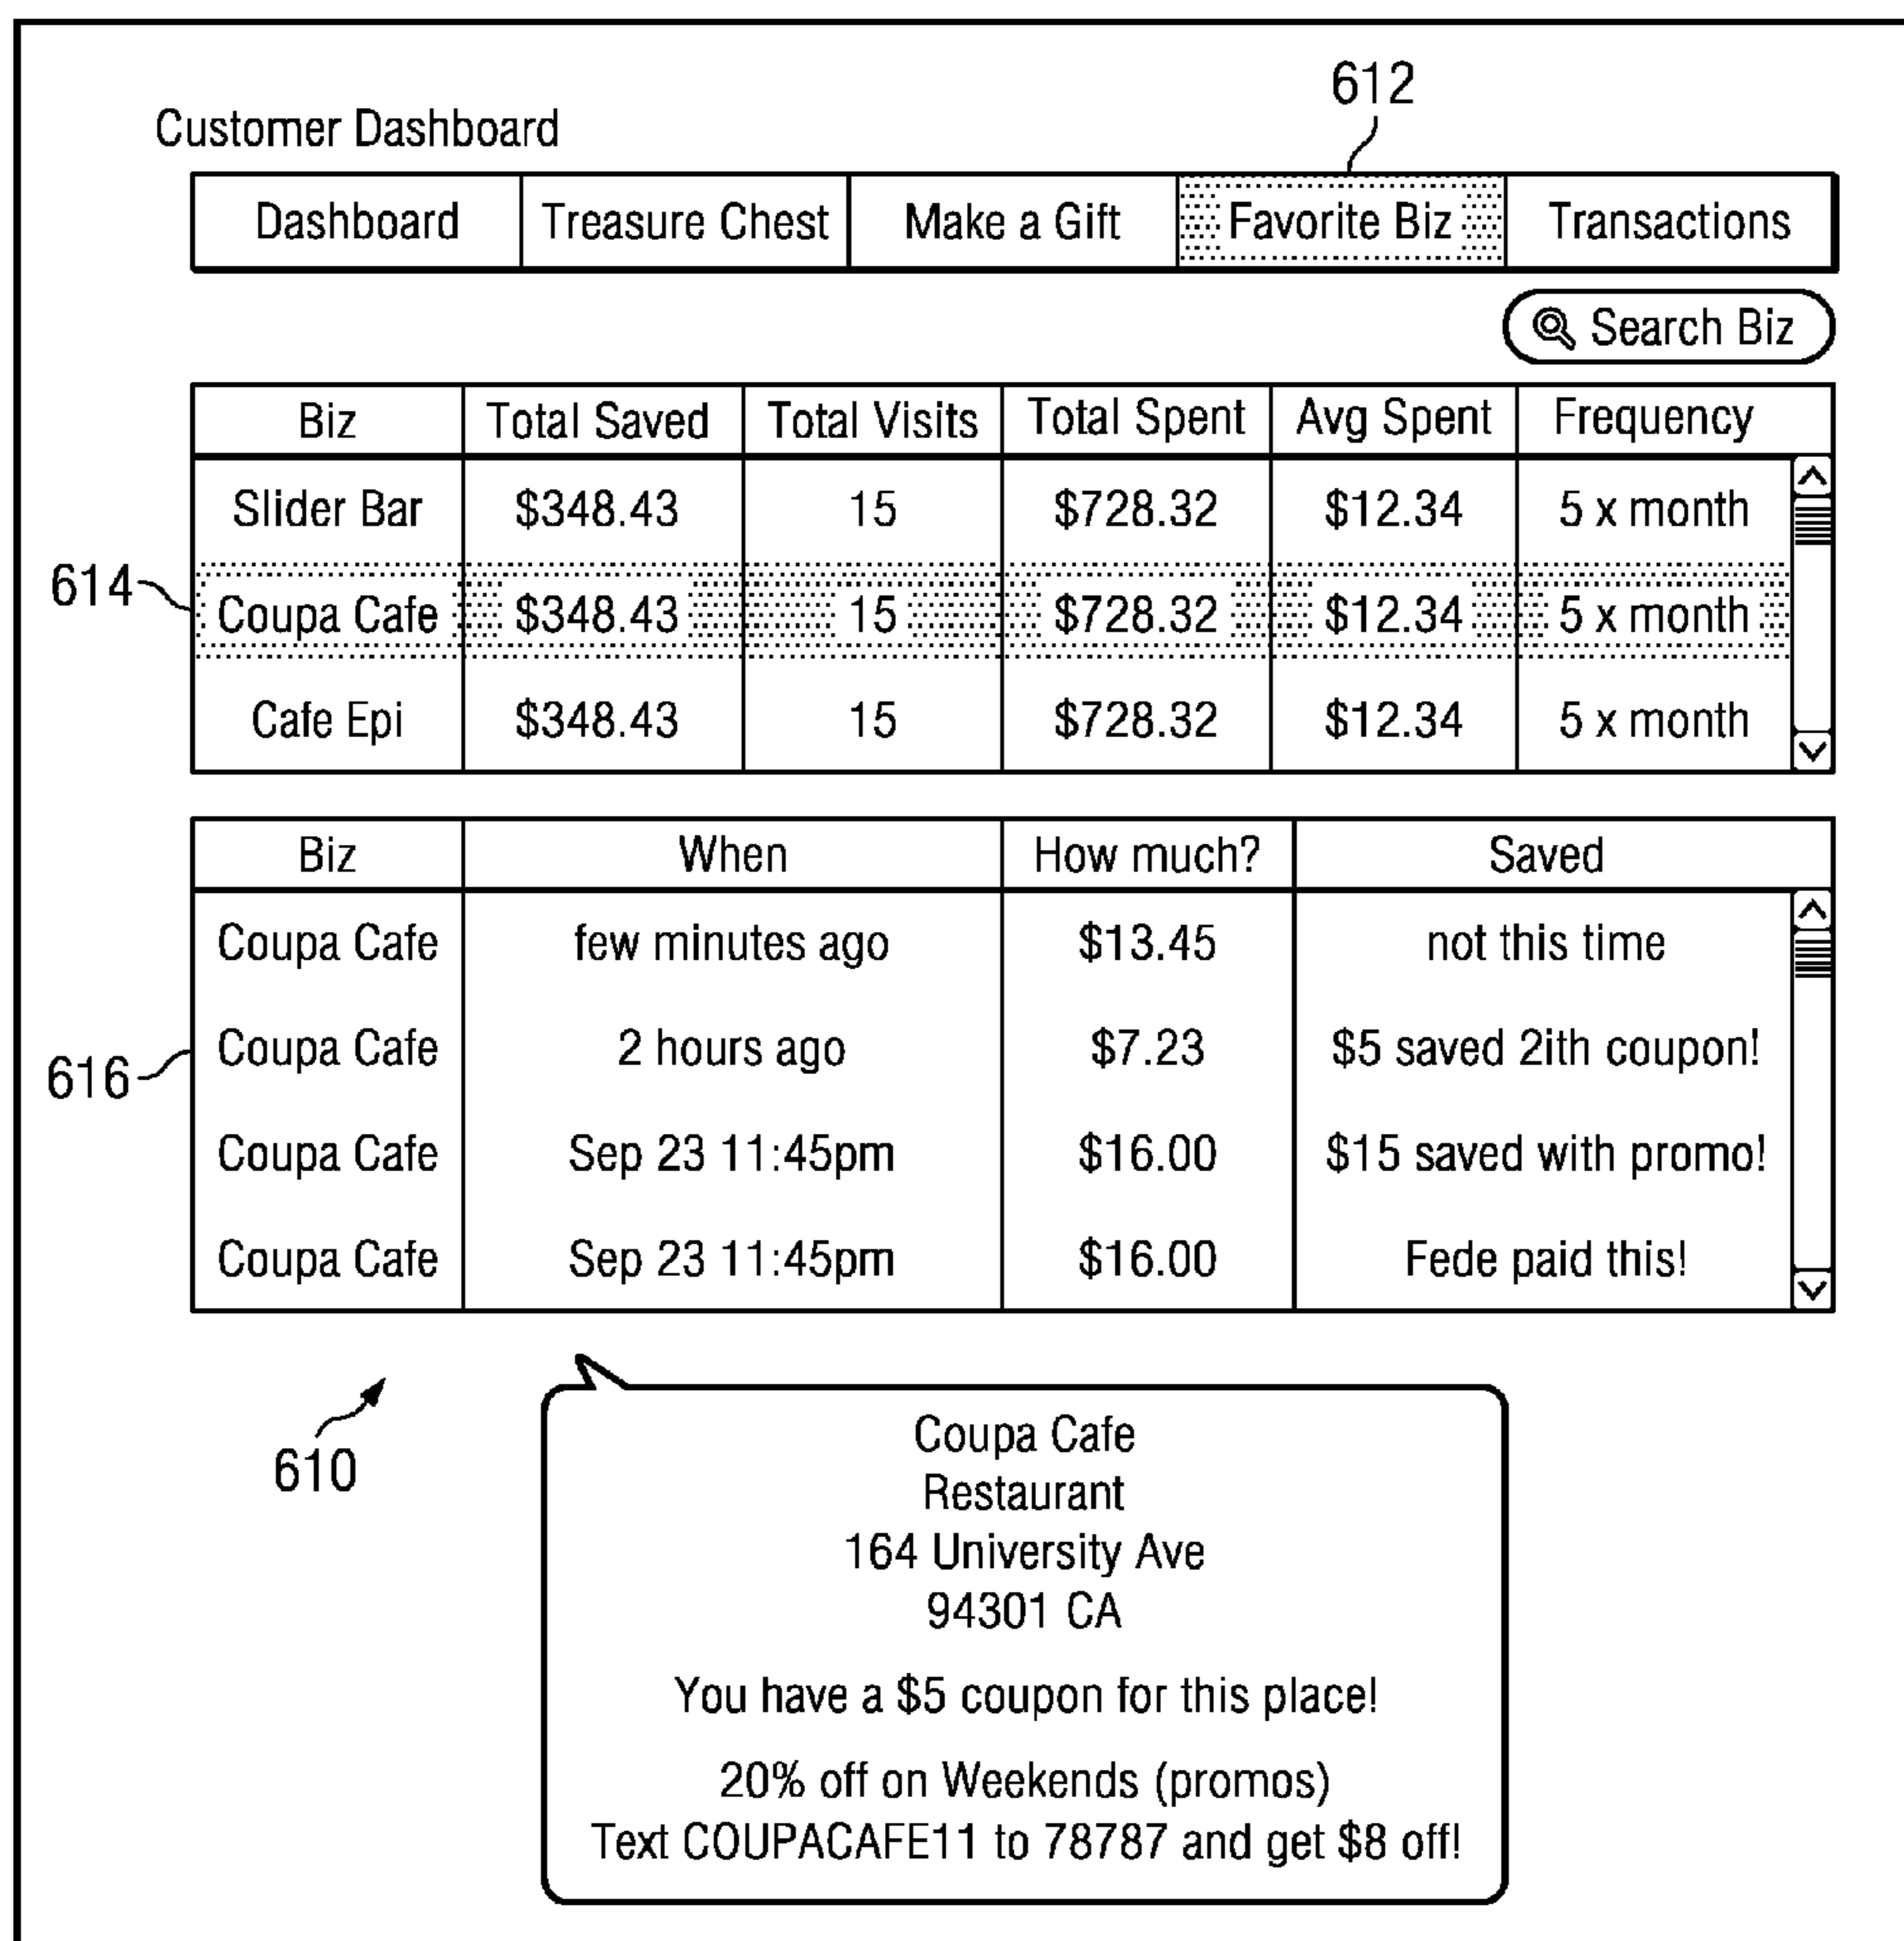 612
Customer Dashboard
Dashboard Treasure Chest Make a Gift Favorite Biz Transactions
Search Biz
Biz Total Saved Total Visits Total Spent Avg Spent Frequency
Slider Bar $348.43 15 $728.32 $12.34 5 x month
614 Coupa Cafe $348.43 15 $728.32 $12.34 5 x month
Cafe Epi $348.43 15 $728.32 $12.34 5 x month
Biz When How much? Saved
Coupa Cafe few minutes ago $13.45 not this time
616 Coupa Cafe 2 hours ago $7.23 $5 saved 2ith coupon!
Coupa Cafe Sep 23 11:45pm $16.00 $15 saved with promo!
Coupa Cafe Sep 23 11:45pm $16.00 Fede paid this!
610
Coupa Cafe
Restaurant
164 University Ave
94301 CA
You have a $5 coupon for this place!
20% off on Weekends (promos)
Text COUPACAFE11 to 78787 and get $8 off!